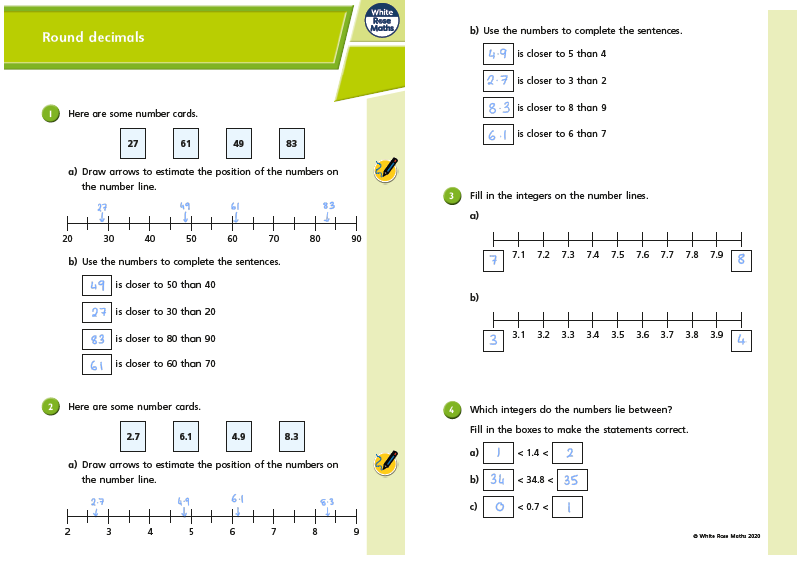 Round decimals
White
Rose
Maths
1 Here are some number cards.
27 61 49 83
a) Draw arrows to estimate the position of the numbers on
the number line.
27 49 61 83
20 30 40 50 60 70 80 90
b) Use the numbers to complete the sentences.
49 is closer to 50 than 40
27 is closer to 30 than 20
83 is closer to 80 than 90
61 is closer to 60 than 70
2 Here are some number cards.
2.7 6.1 4.9 8.3
a) Draw arrows to estimate the position of the numbers on
the number line.
2.7 4.9 6.1 8.3
2 3 4 5 6 7 8 9
b) Use the numbers to complete the sentences.
4.9 is closer to 5 than 4
2.7 is closer to 3 than 2
8.3 is closer to 8 than 9
6.1 is closer to 6 than 7
3 Fill in the integers on the number lines.
a)
7 7.1 7.2 7.3 7.4 7.5 7.6 7.7 7.8 7.9 8
b)
3 3.1 3.2 3.3 3.4 3.5 3.6 3.7 3.8 3.9 4
4 Which integers do the numbers lie between?
Fill in the boxes to make the statements correct.
a) 1 < 1.4 < 2
b) 34 < 34.8 < 35
c) 0 < 0.7 < 1
© White Rose Maths 2020